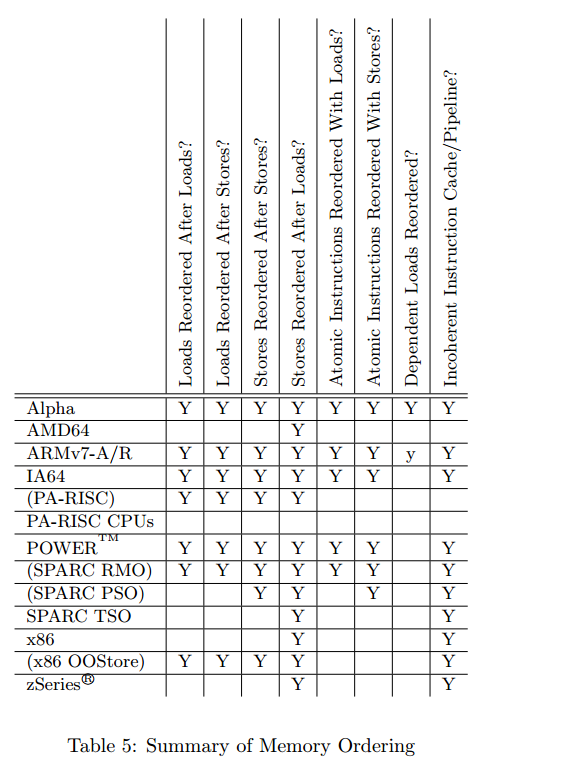 Loads Reordered After Loads?
Loads Reordered After Stores?
Stores Reordered After Stores?
Stores Reordered After Loads?
Atomic Instructions Reordered With Loads?
Atomic Instructions Reordered With Stores?
Dependent Loads Reordered?
Incoherent Instruction Cache/Pipeline?
Alpha Y Y Y Y Y Y Y Y
AMD64 Y
ARMv7-A/R Y Y Y Y Y Y y Y
IA64 Y Y Y Y Y Y Y
(PA-RISC) Y Y Y Y
PA-RISC CPUs
POWER™ Y Y Y Y Y Y Y
(SPARC RMO) Y Y Y Y Y Y Y
(SPARC PSO) Y Y Y Y
SPARC TSO Y Y
x86 Y Y
(x86 OOStore) Y Y Y Y Y
zSeries® Y Y
Table 5: Summary of Memory Ordering